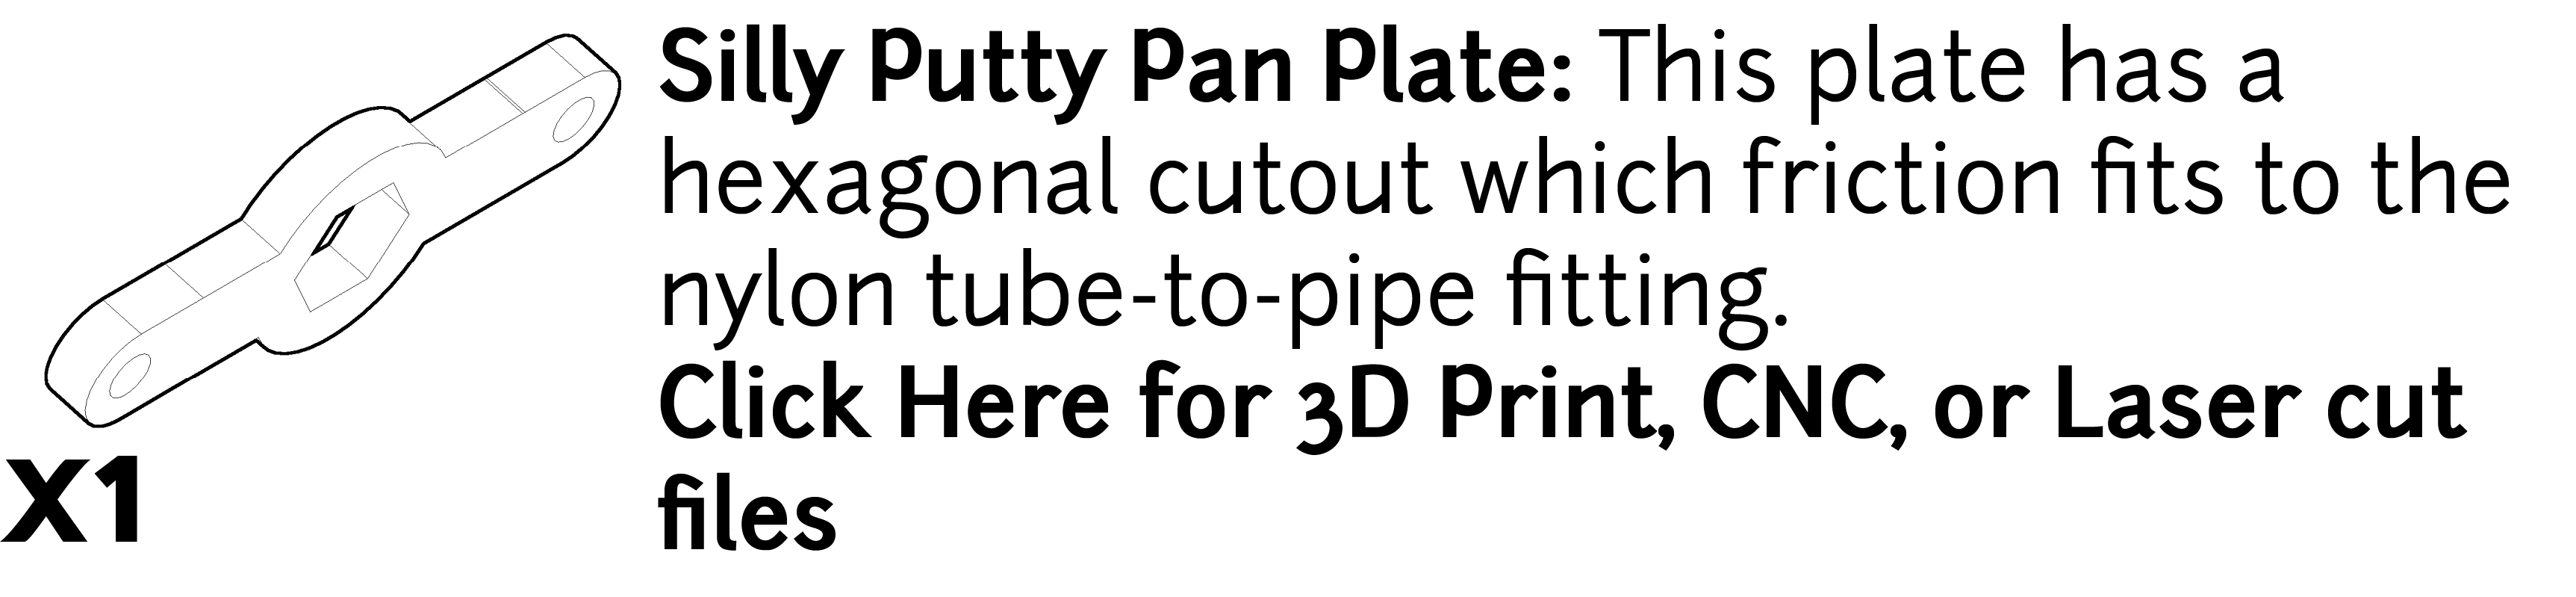 Silly Putty Pan Plate: This plate has a
hexagonal cutout which friction fits to the
nylon tube-to-pipe fitting.
Click Here for 3D Print, CNC, or Laser cut
files
X1